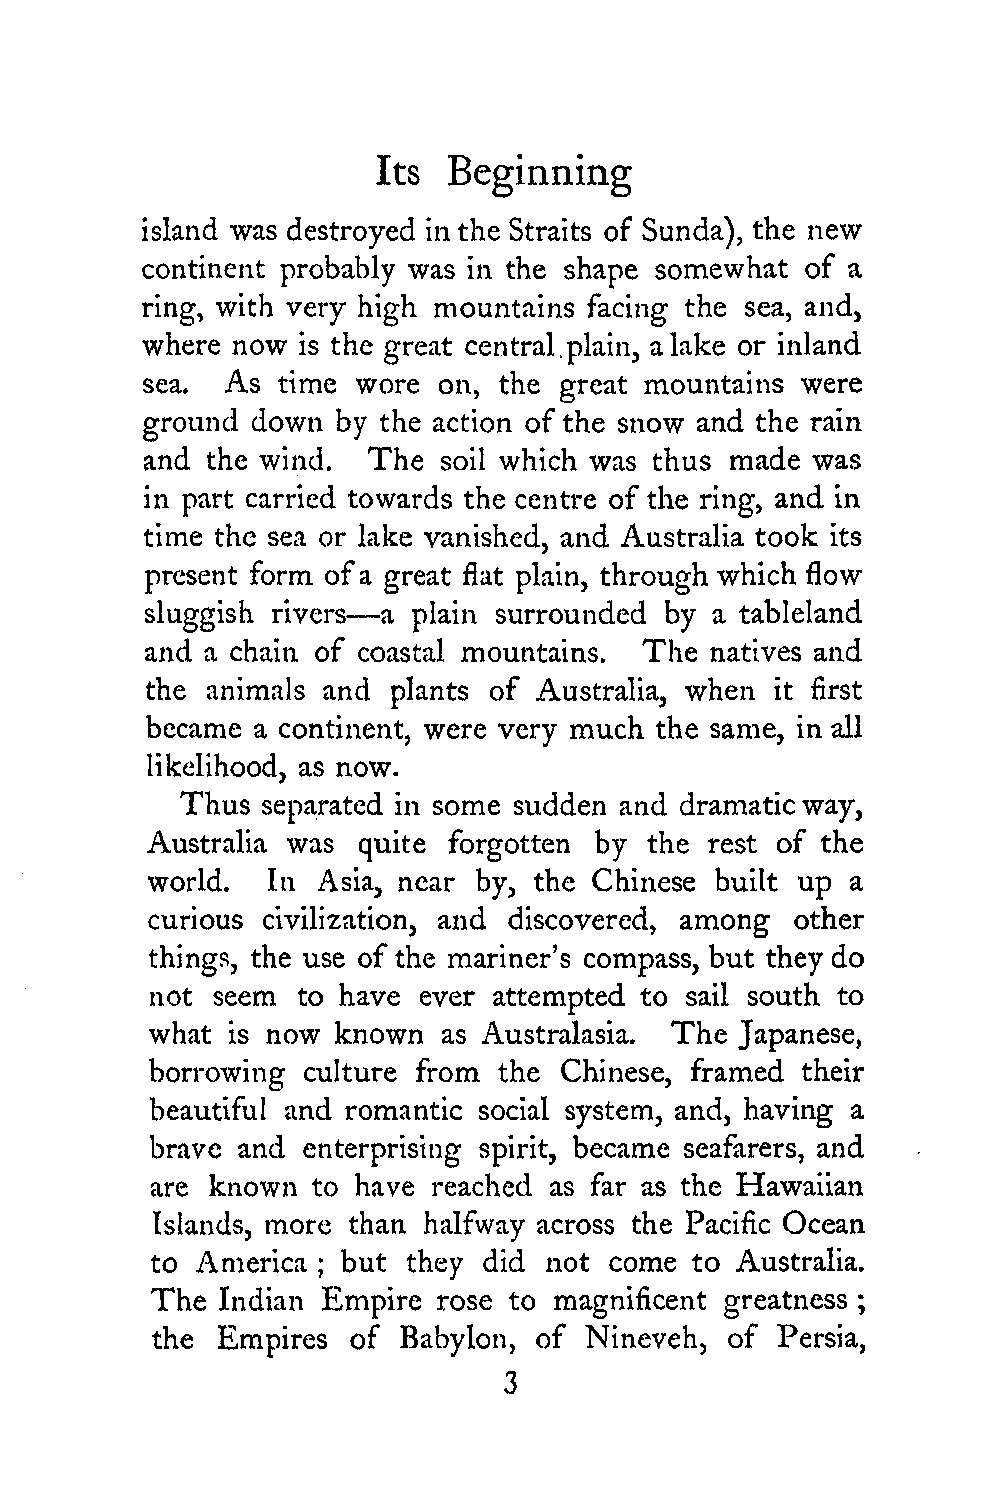 Its Beginning
island was destroyed in the Straits of Sunda), the new
continent probably was in the shape somewhat of a
ring, with very high mountains facing the sea, and,
where now is the great central plain, a lake or inland
sea. As time wore on, the great mountains were
ground down by the action of the snow and the rain
and the wind. The soil which was thus made was
in part carried towards the centre of the ring, and in
time the sea or lake vanished, and Australia took its
present form of a great flat plain, through which flow
sluggish rivers—a plain surrounded by a tableland
and a chain of coastal mountains. The natives and
the animals and plants of Australia, when it first
became a continent, were very much the same, in all
likelihood, as now.
Thus separated in some sudden and dramatic way,
Australia was quite forgotten by the rest of the
world. In Asia, near by, the Chinese built up a
curious civilization, and discovered, among other
things, the use of the mariner's compass, but they do
not seem to have ever attempted to sail south to
what is now known as Australasia. The Japanese,
borrowing culture from the Chinese, framed their
beautiful and romantic social system, and, having a
brave and enterprising spirit, became seafarers, and
are known to have reached as far as the Hawaiian
Islands, more than halfway across the Pacific Ocean
to America ; but they did not come to Australia.
The Indian Empire rose to magnificent greatness ;
the Empires of Babylon, of Nineveh, of Persia,
3